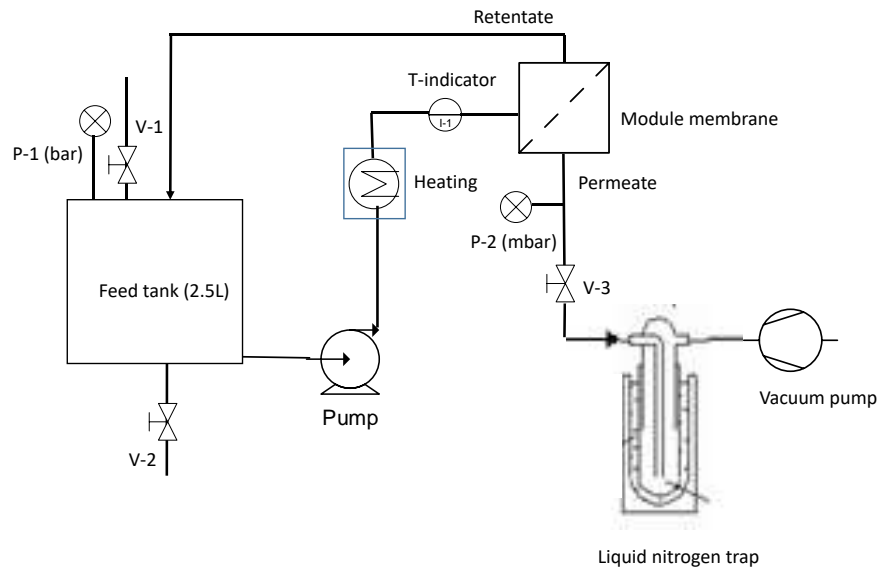 Retentate
T-indicator
V-1
P-1 (bar)
I-1
Module membrane
Heating
Permeate
P-2 (mbar)
Feed tank (2.5L)
V-3
Pump
Vacuum pump
V-2
Liquid nitrogen trap